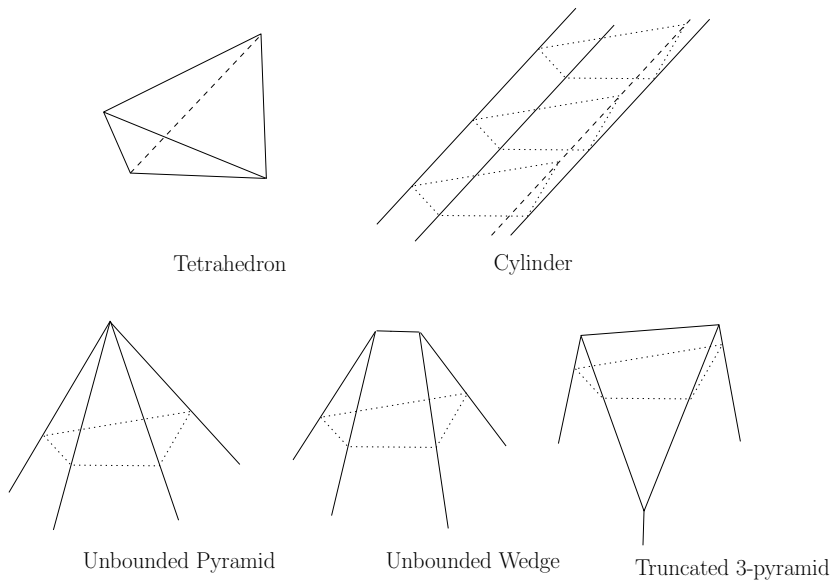 Tetrahedron
Cylinder
Unbounded Pyramid
Unbounded Wedge
Truncated 3-pyramid